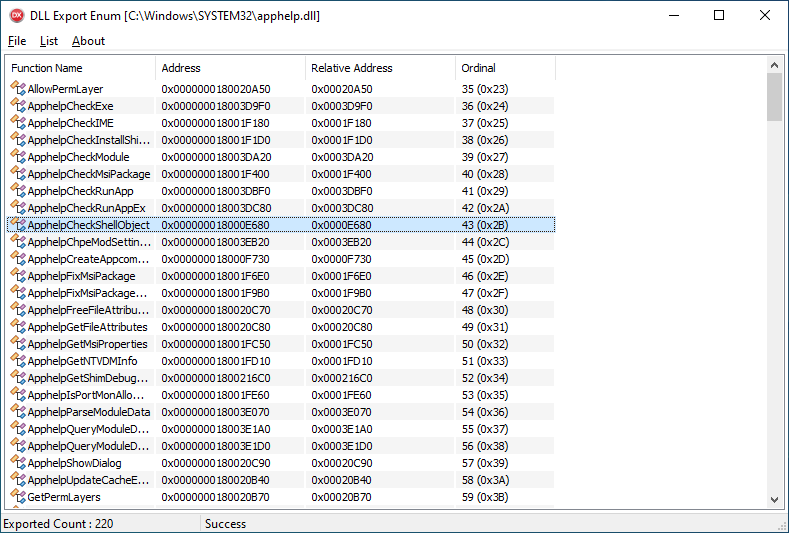 DLL Export Enum [C:\Windows\SYSTEM32\apphelp.dll]
File List About
Function Name Address Relative Address Ordinal
AllowPermLayer 0x0000000180020A50 0x00020A50 35 (0x23)
ApphelpCheckExe 0x000000018003D9F0 0x0003D9F0 36 (0x24)
ApphelpCheckIME 0x000000018001F180 0x0001F180 37 (0x25)
ApphelpCheckInstallShi... 0x000000018001F1D0 0x0001F1D0 38 (0x26)
ApphelpCheckModule 0x000000018003DA20 0x0003DA20 39 (0x27)
ApphelpCheckMsiPackage 0x000000018001F400 0x0001F400 40 (0x28)
ApphelpCheckRunApp 0x000000018003DBF0 0x0003DBF0 41 (0x29)
ApphelpCheckRunAppEx 0x000000018003DC80 0x0003DC80 42 (0x2A)
ApphelpCheckShellObject 0x000000018000E680 0x0000E680 43 (0x2B)
ApphelpChpeModSettin... 0x000000018003EB20 0x0003EB20 44 (0x2C)
ApphelpCreateAppcom... 0x000000018000F730 0x0000F730 45 (0x2D)
ApphelpFixMsiPackage 0x000000018001F6E0 0x0001F6E0 46 (0x2E)
ApphelpFixMsiPackage... 0x000000018001F9B0 0x0001F9B0 47 (0x2F)
ApphelpFreeFileAttribu... 0x0000000180020C70 0x00020C70 48 (0x30)
ApphelpGetFileAttributes 0x0000000180020C80 0x00020C80 49 (0x31)
ApphelpGetMsiProperties 0x000000018001FC50 0x0001FC50 50 (0x32)
ApphelpGetNTVDMInfo 0x000000018001FD10 0x0001FD10 51 (0x33)
ApphelpGetShimDebug... 0x00000001800216C0 0x000216C0 52 (0x34)
ApphelpIsPortMonAllo... 0x000000018001FE60 0x0001FE60 53 (0x35)
ApphelpParseModuleData 0x000000018003E070 0x0003E070 54 (0x36)
ApphelpQueryModuleD... 0x000000018003E1A0 0x0003E1A0 55 (0x37)
ApphelpQueryModuleD... 0x000000018003E1D0 0x0003E1D0 56 (0x38)
ApphelpShowDialog 0x0000000180020C90 0x00020C90 57 (0x39)
ApphelpUpdateCacheE... 0x0000000180020B40 0x00020B40 58 (0x3A)
GetPermLayers 0x0000000180020B70 0x00020B70 59 (0x3B)
Exported Count : 220 Success